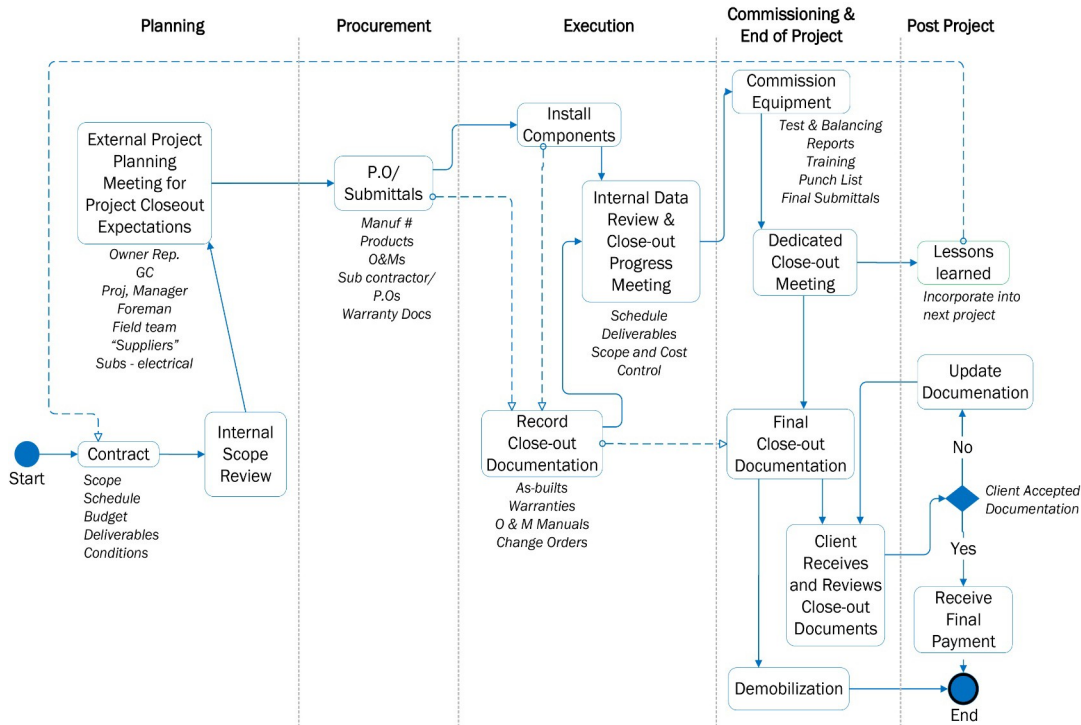 Planning
Procurement
Execution
Commissioning &
End of Project
Post Project
External Project
Planning
Meeting for
Project Closeout
Expectations
Owner Rep.
GC
Proj, Manager
Foreman
Field team
“Suppliers”
Subs - electrical
Start
Contract
Scope
Schedule
Budget
Deliverables
Conditions
Internal
Scope
Review
P.O/
Submittals
Manuf #
Products
O&Ms
Sub contractor/
P.Os
Warranty Docs
Install
Components
Internal Data
Review &
Close-out
Progress
Meeting
Schedule
Deliverables
Scope and Cost
Control
Record
Close-out
Documentation
As-builts
Warranties
O & M Manuals
Change Orders
Commission
Equipment
Test & Balancing
Reports
Training
Punch List
Final Submittals
Dedicated
Close-out
Meeting
Final
Close-out
Documentation
Client
Receives
and Reviews
Close-out
Documents
Demobilization
Lessons
learned
Incorporate into
next project
Update
Documenation
No
Client Accepted
Documentation
Yes
Receive
Final
Payment
End